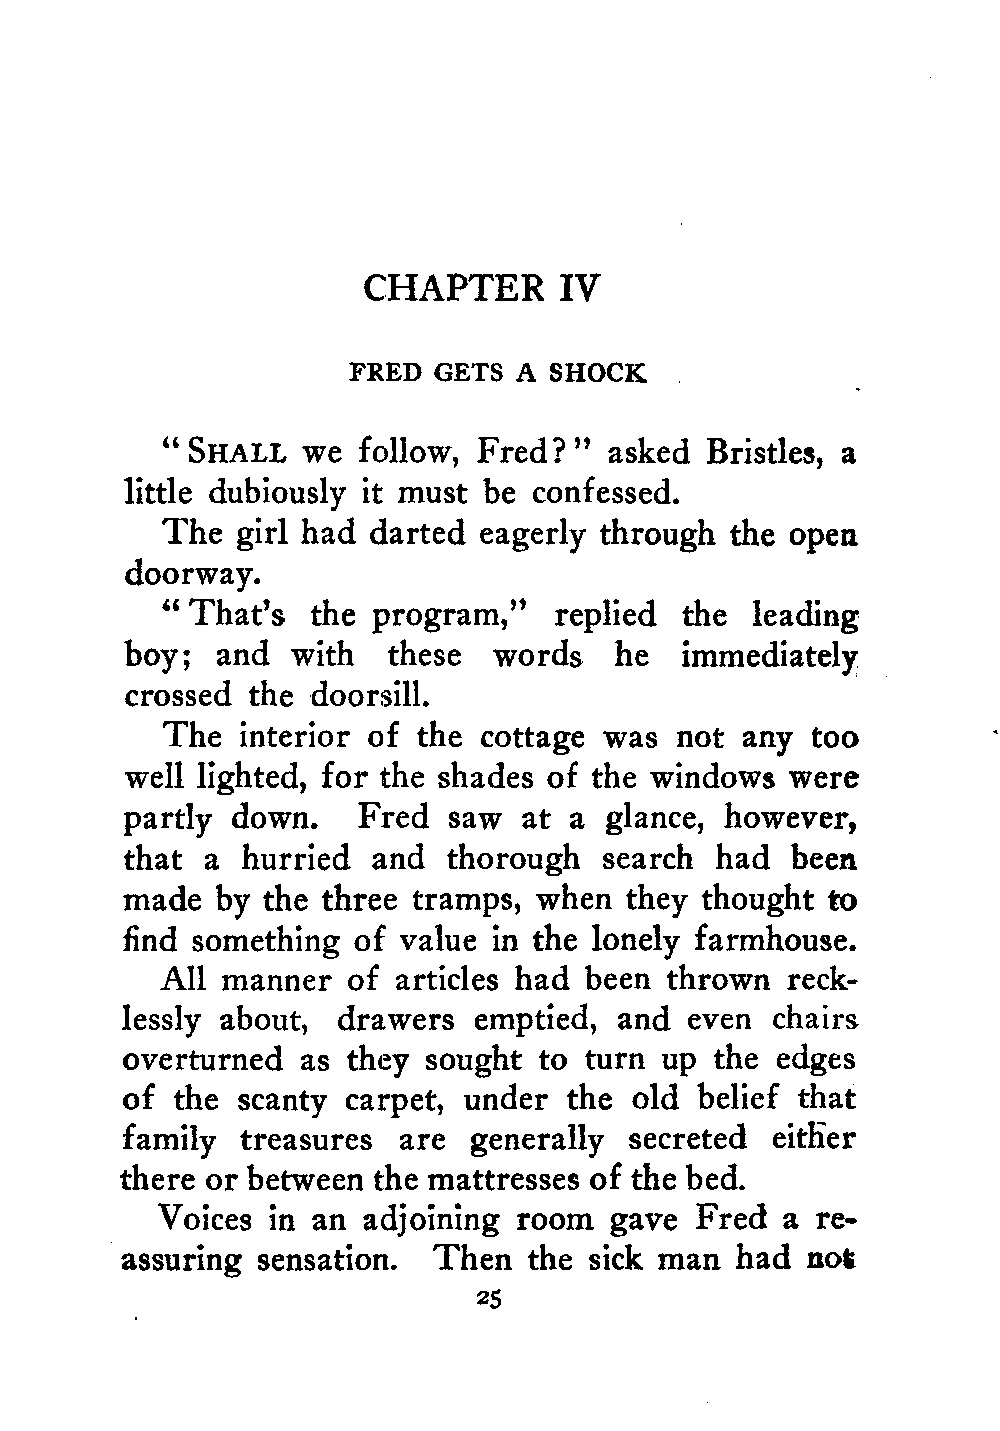 CHAPTER IV
FRED GETS A SHOCK
" SHALL we follow, Fred? " asked Bristles, a
little dubiously it must be confessed.
The girl had darted eagerly through the open
doorway.
" That's the program," replied the leading
boy; and with these words he immediately
crossed the doorsill.
The interior of the cottage was not any too
well lighted, for the shades of the windows were
partly down. Fred saw at a glance, however,
that a hurried and thorough search had been
made by the three tramps, when they thought to
find something of value in the lonely farmhouse.
All manner of articles had been thrown reck-
lessly about, drawers emptied, and even chairs
overturned as they sought to turn up the edges
of the scanty carpet, under the old belief that
family treasures are generally secreted either
there or between the mattresses of the bed.
Voices in an adjoining room gave Fred a re-
assuring sensation. Then the sick man had not
25